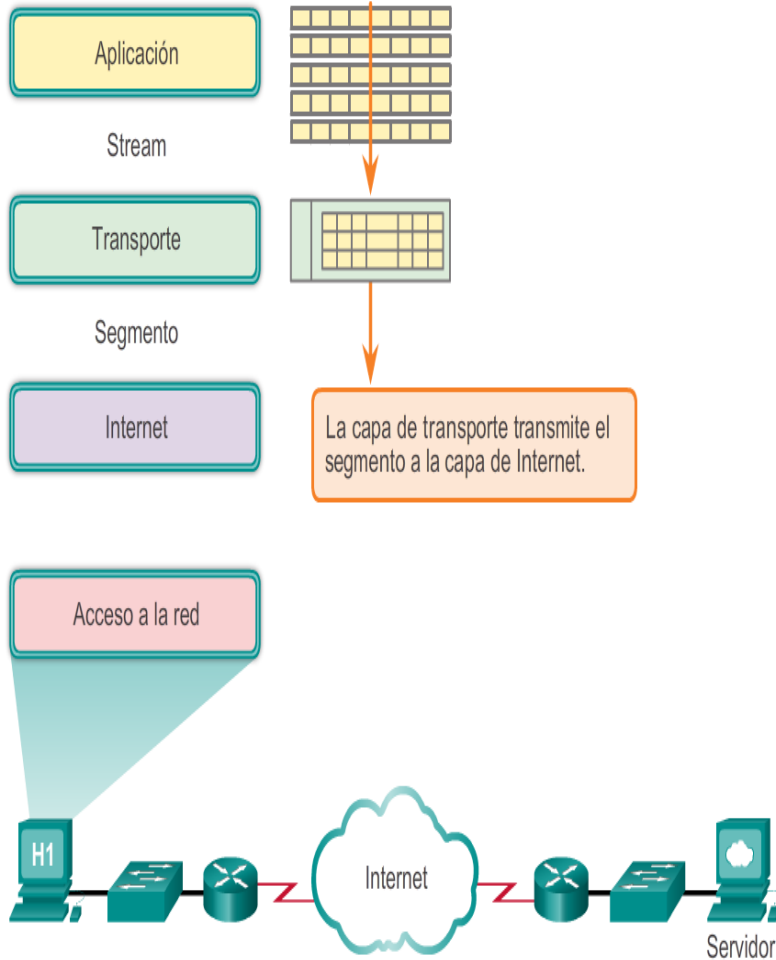 Aplicación
Stream
Transporte
Segmento
Internet
La capa de transporte transmite el
segmento a la capa de Internet.
Acceso a la red
H1
Internet
Servidor